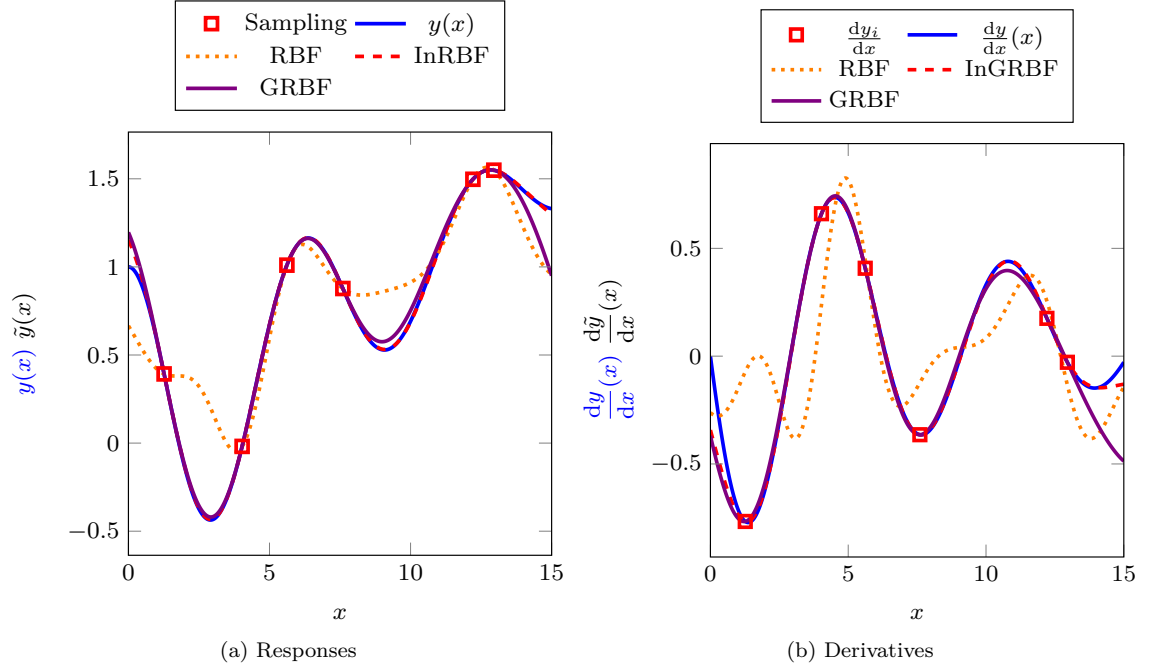 Sampling y(x)
RBF InRBF
GRBF
1.5
1
0.5
0
−0.5
0 5 10 15
x
y(x) ỹ(x)
(a) Responses
dy_i/dx dy/dx(x)
RBF InGRBF
GRBF
0.5
0
−0.5
0 5 10 15
x
dy/dx(x) dỹ/dx(x)
(b) Derivatives